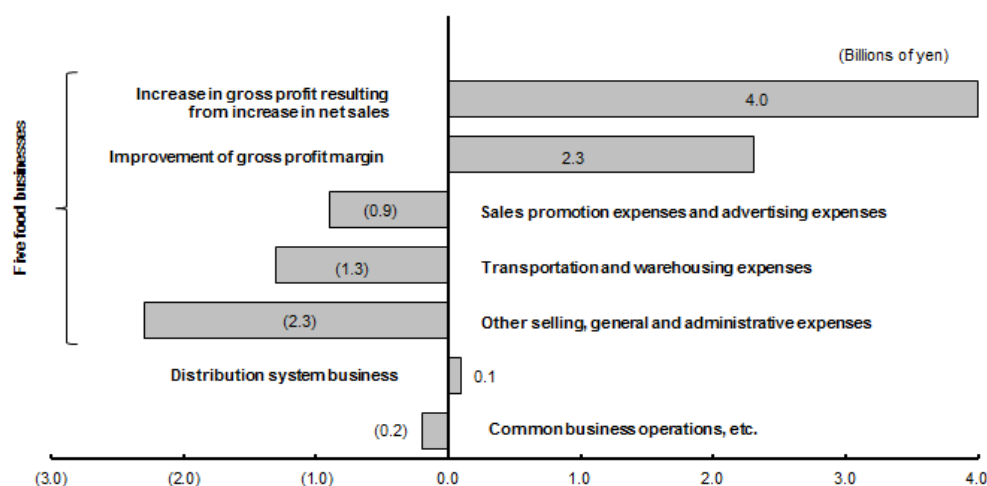 (Billions of yen)
Five food businesses
Increase in gross profit resulting
from increase in net sales
4.0
Improvement of gross profit margin
2.3
(0.9)
Sales promotion expenses and advertising expenses
(1.3)
Transportation and warehousing expenses
(2.3)
Other selling, general and administrative expenses
Distribution system business
0.1
(0.2)
Common business operations, etc.
(3.0) (2.0) (1.0) 0.0 1.0 2.0 3.0 4.0